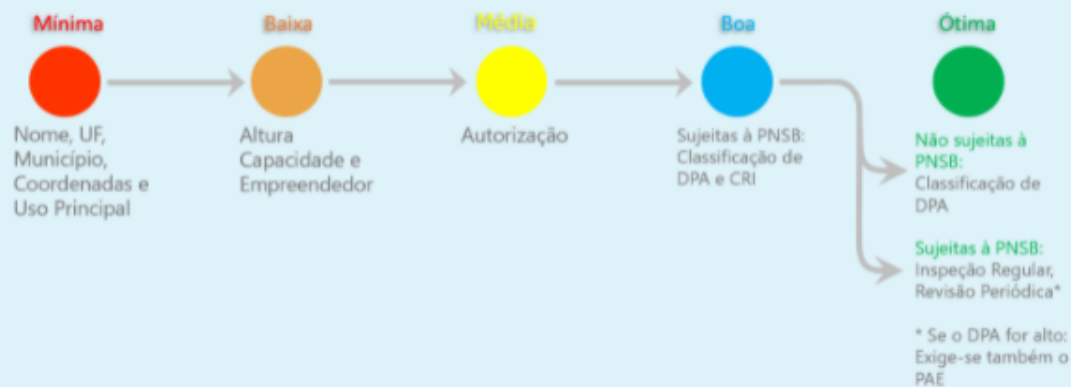 Mínima
Nome, UF,
Município,
Coordenadas e
Uso Principal
Baixa
Altura
Capacidade e
Empreendedor
Média
Autorização
Boa
Sujeitas à PNSB:
Classificação de
DPA e CRI
Ótima
Não sujeitas à
PNSB:
Classificação de
DPA
Sujeitas à PNSB:
Inspeção Regular,
Revisão Periódica*
* Se o DPA for alto:
Exige-se também o
PAE